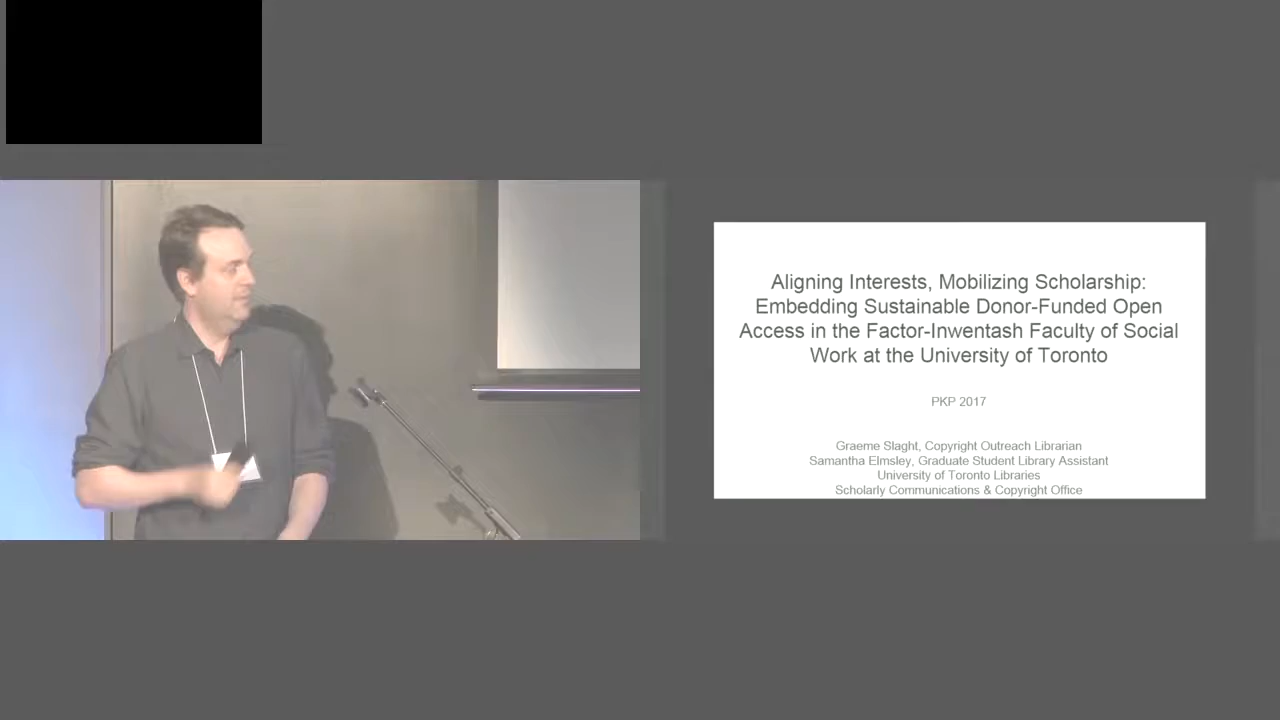 Aligning Interests, Mobilizing Scholarship:
Embedding Sustainable Donor-Funded Open
Access in the Factor-Inwentash Faculty of Social
Work at the University of Toronto
PKP 2017
Graeme Slaght, Copyright Outreach Librarian
Samantha Elmsley, Graduate Student Library Assistant
University of Toronto Libraries
Scholarly Communications & Copyright Office